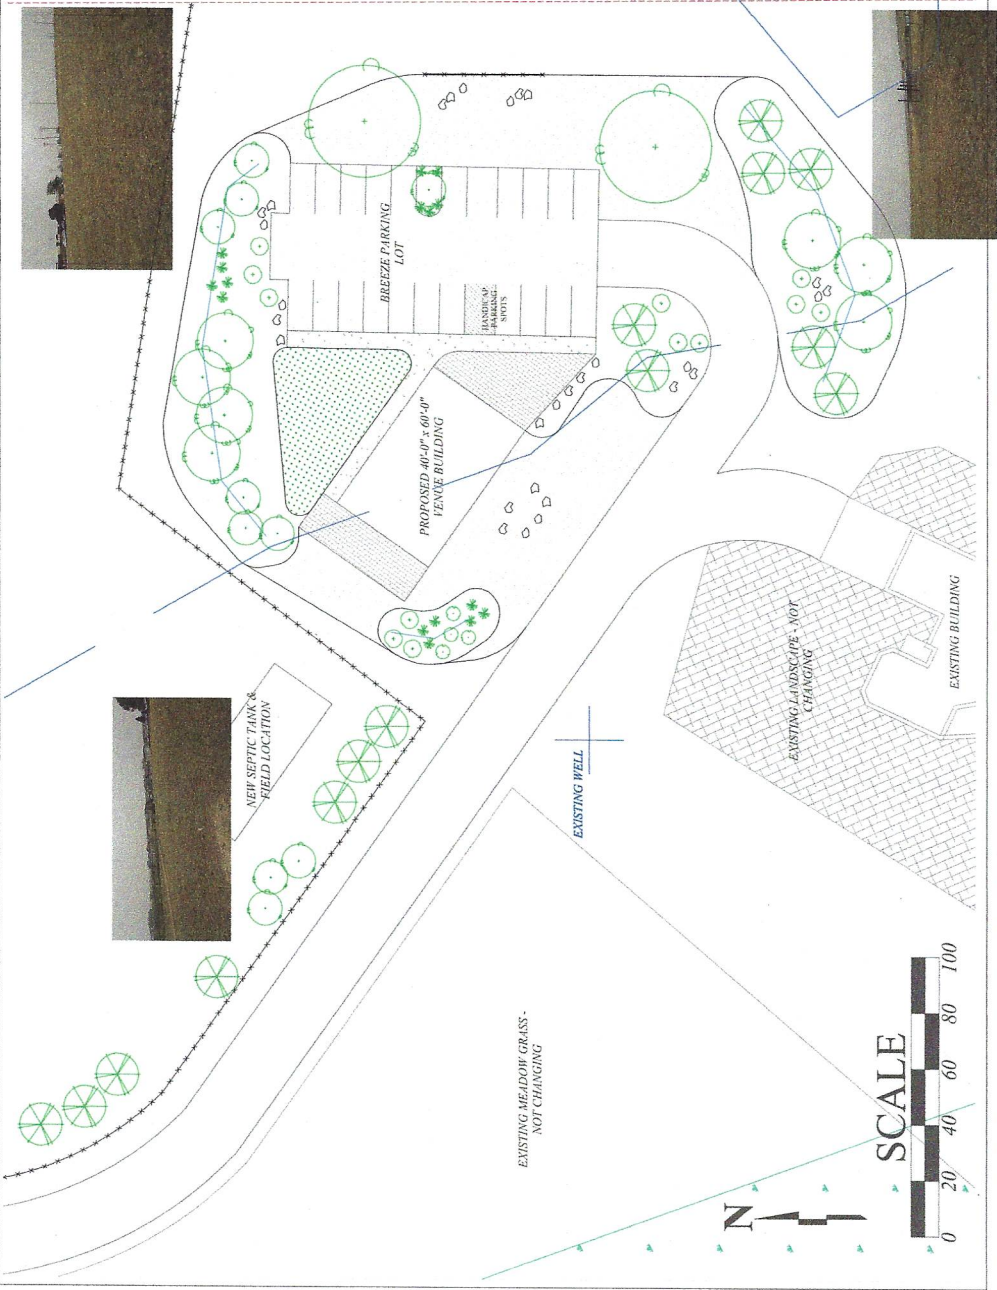 BREEZE PARKING
LOT
HANDICAP
PARKING
SPOTS
PROPOSED 40'-0" x 60'-0"
VENUE BUILDING
NEW SEPTIC TANK &
FIELD LOCATION
EXISTING WELL
EXISTING LANDSCAPE - NOT
CHANGING
EXISTING BUILDING
EXISTING MEADOW GRASS -
NOT CHANGING
N
SCALE
0 20 40 60 80 100